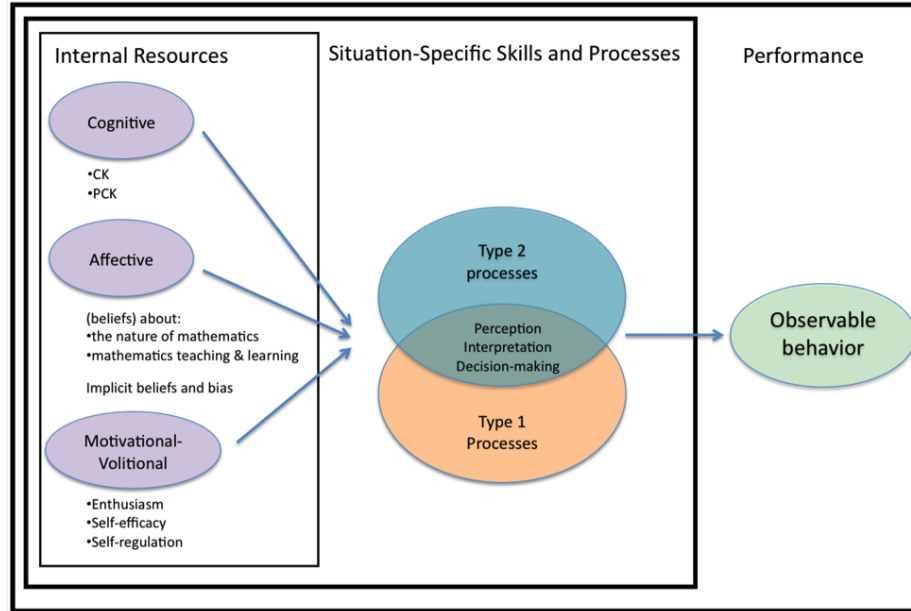 Internal Resources
Cognitive
•CK
•PCK
Affective
(beliefs) about:
•the nature of mathematics
•mathematics teaching & learning
Implicit beliefs and bias
Motivational-
Volitional
•Enthusiasm
•Self-efficacy
•Self-regulation
Situation-Specific Skills and Processes
Type 2
processes
Perception
Interpretation
Decision-making
Type 1
Processes
Performance
Observable
behavior